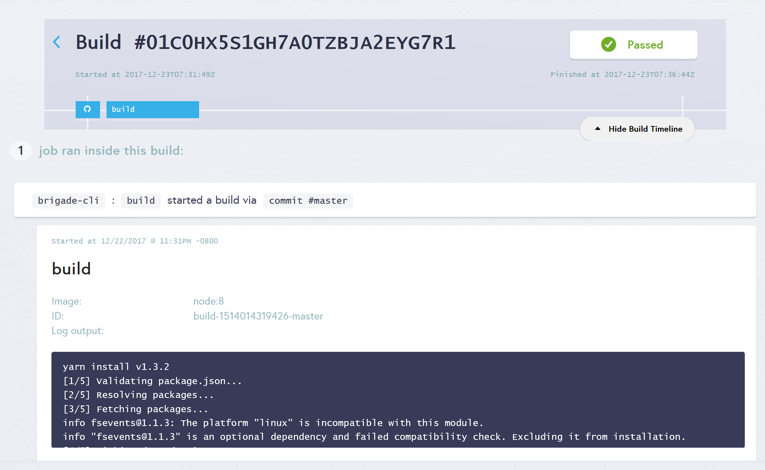 Build #01C0HX5S1GH7A0TZBJA2EYG7R1
Passed
Started at 2017-12-23T07:31:49Z
Finished at 2017-12-23T07:36:44Z
build
Hide Build Timeline
1 job ran inside this build:
brigade-cli : build started a build via commit #master
Started at 12/22/2017 @ 11:31PM -0800
build
Image: node:8
ID: build-1514014319426-master
Log output:
yarn install v1.3.2
[1/5] Validating package.json...
[2/5] Resolving packages...
[3/5] Fetching packages...
info fsevents@1.1.3: The platform "linux" is incompatible with this module.
info "fsevents@1.1.3" is an optional dependency and failed compatibility check. Excluding it from installation.